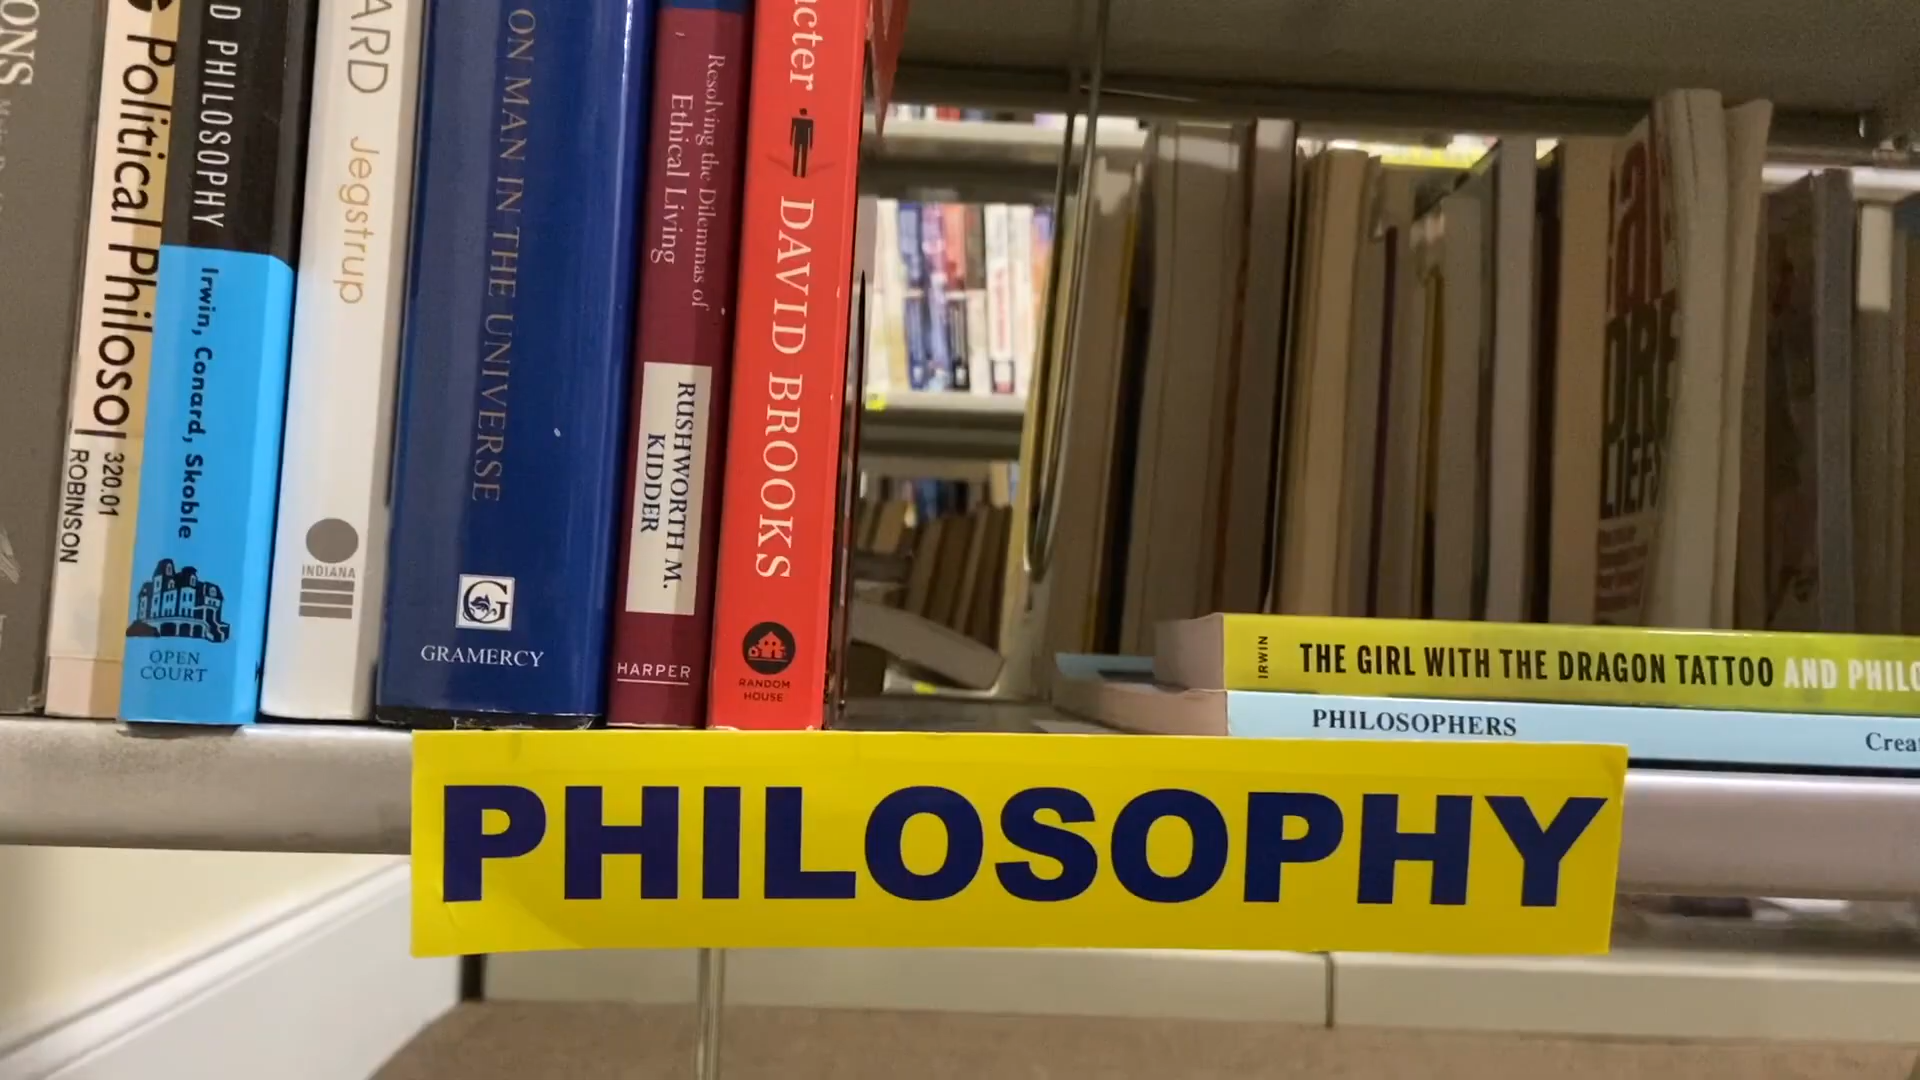 ONS
Political Philosop
320.01
ROBINSON
D PHILOSOPHY
Irwin, Conard, Skoble
OPEN
COURT
ARD
Jegstrup
INDIANA
ON MAN IN THE UNIVERSE
G
GRAMERCY
Resolving the Dilemmas of
Ethical Living
RUSHWORTH M.
KIDDER
HARPER
acter
DAVID BROOKS
RANDOM
HOUSE
IRWIN
THE GIRL WITH THE DRAGON TATTOO AND PHILO
PHILOSOPHERS
Crea
PHILOSOPHY